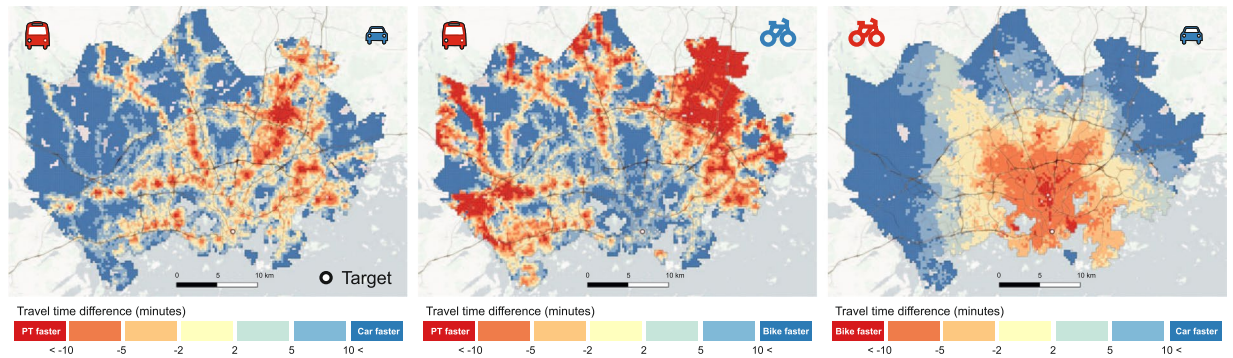 0 5 10 km
Target
0 5 10 km
0 5 10 km
Travel time difference (minutes)
PT faster Car faster
< -10 -5 -2 2 5 10 <
Travel time difference (minutes)
PT faster Bike faster
< -10 -5 -2 2 5 10 <
Travel time difference (minutes)
Bike faster Car faster
< -10 -5 -2 2 5 10 <